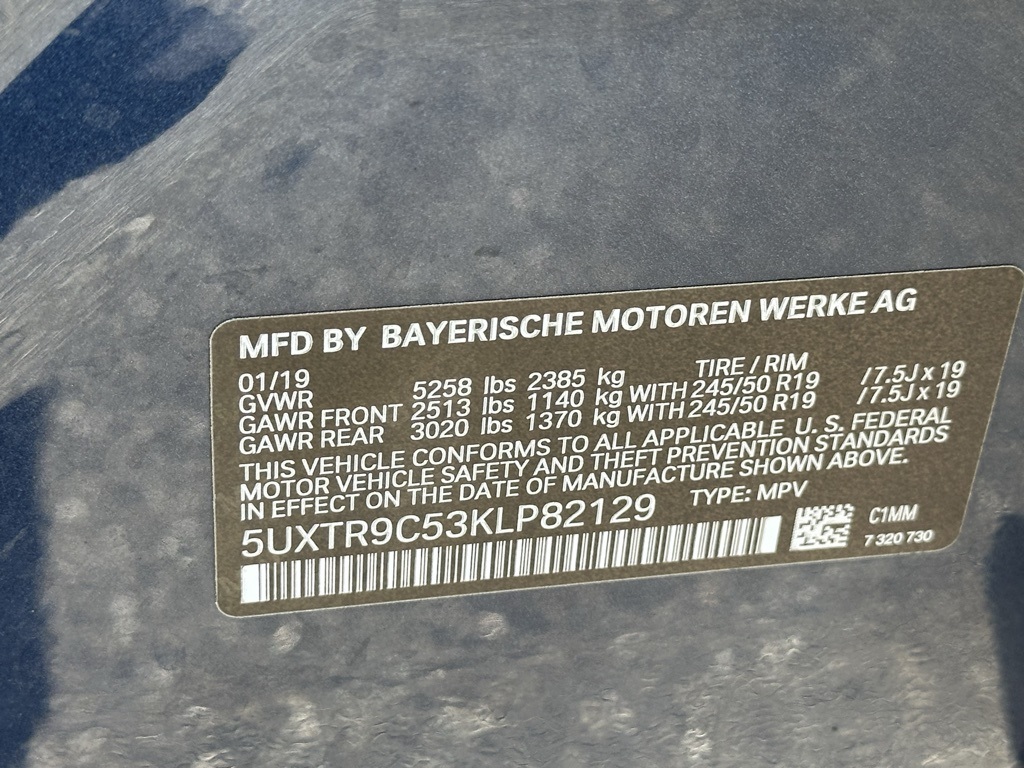 MFD BY BAYERISCHE MOTOREN WERKE AG
01/19 TIRE / RIM
GVWR 5258 lbs 2385 kg
GAWR FRONT 2513 lbs 1140 kg WITH 245/50 R19 / 7.5J x 19
GAWR REAR 3020 lbs 1370 kg WITH 245/50 R19 / 7.5J x 19
THIS VEHICLE CONFORMS TO ALL APPLICABLE U. S. FEDERAL
MOTOR VEHICLE SAFETY AND THEFT PREVENTION STANDARDS
IN EFFECT ON THE DATE OF MANUFACTURE SHOWN ABOVE.
5UXTR9C53KLP82129 TYPE: MPV
C1MM
7 320 730